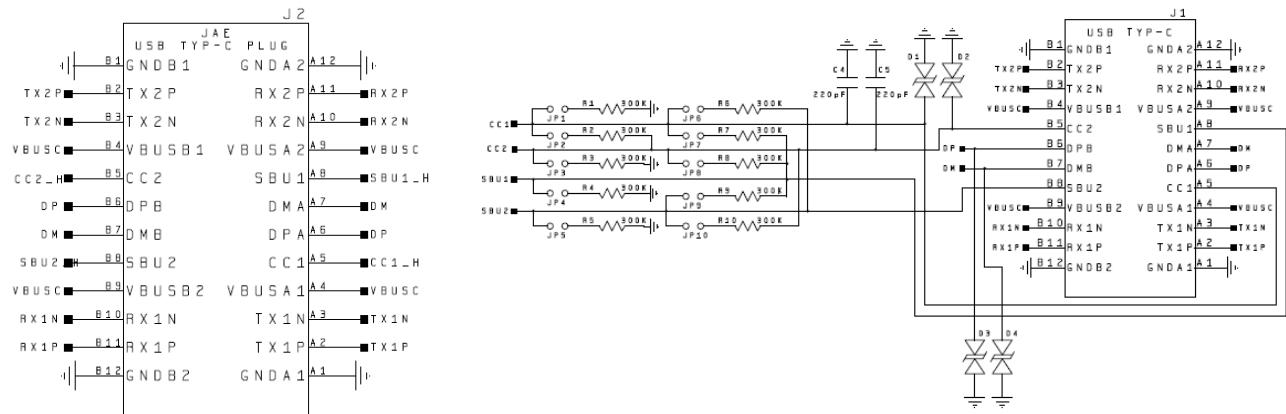 J2
JAE
USB TYP-C PLUG
B1 GNDB1 GNDA2 A12
TX2P B2 TX2P RX2P A11 RX2P
TX2N B3 TX2N RX2N A10 RX2N
VBUSC B4 VBUSB1 VBUSA2 A9 VBUSC
CC2_H B5 CC2 SBU1 A8 SBU1_H
DP B6 DPB DMA A7 DM
DM B7 DMB DPA A6 DP
SBU2_H B8 SBU2 CC1 A5 CC1_H
VBUSC B9 VBUSB2 VBUSA1 A4 VBUSC
RX1N B10 RX1N TX1N A3 TX1N
RX1P B11 RX1P TX1P A2 TX1P
B12 GNDB2 GNDA1 A1
C4 C5 D1 D2
220pF 220pF
R1 300K R6 300K
JP1 JP6
CC1
R2 300K R7 300K
JP2 JP7
CC2
R3 300K R8 300K
JP3 JP8
SBU1
R4 300K R9 300K
JP4 JP9
SBU2
R5 300K R10 300K
JP5 JP10
J1
USB TYP-C
B1 GNDB1 GNDA2 A12
TX2P B2 TX2P RX2P A11 RX2P
TX2N B3 TX2N RX2N A10 RX2N
VBUSC B4 VBUSB1 VBUSA2 A9 VBUSC
B5 CC2 SBU1 A8
DP B6 DPB DMA A7 DM
DM B7 DMB DPA A6 DP
B8 SBU2 CC1 A5
VBUSC B9 VBUSB2 VBUSA1 A4 VBUSC
RX1N B10 RX1N TX1N A3 TX1N
RX1P B11 RX1P TX1P A2 TX1P
B12 GNDB2 GNDA1 A1
D3 D4